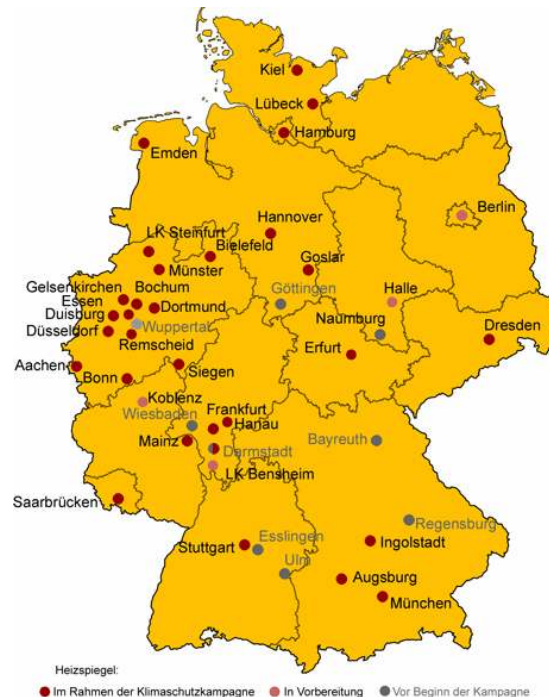 Kiel
Lübeck
Hamburg
Emden
Berlin
Hannover
LK Steinfurt
Bielefeld
Münster
Goslar
Göttingen
Halle
Gelsenkirchen
Bochum
Essen
Dortmund
Duisburg
Naumburg
Düsseldorf
Wuppertal
Dresden
Remscheid
Erfurt
Aachen
Siegen
Bonn
Koblenz
Wiesbaden
Frankfurt
Hanau
Mainz
Darmstadt
Bayreuth
LK Bensheim
Saarbrücken
Regensburg
Esslingen
Stuttgart
Ingolstadt
Ulm
Augsburg
München
Heizspiegel:
Im Rahmen der Klimaschutzkampagne In Vorbereitung Vor Beginn der Kampagne